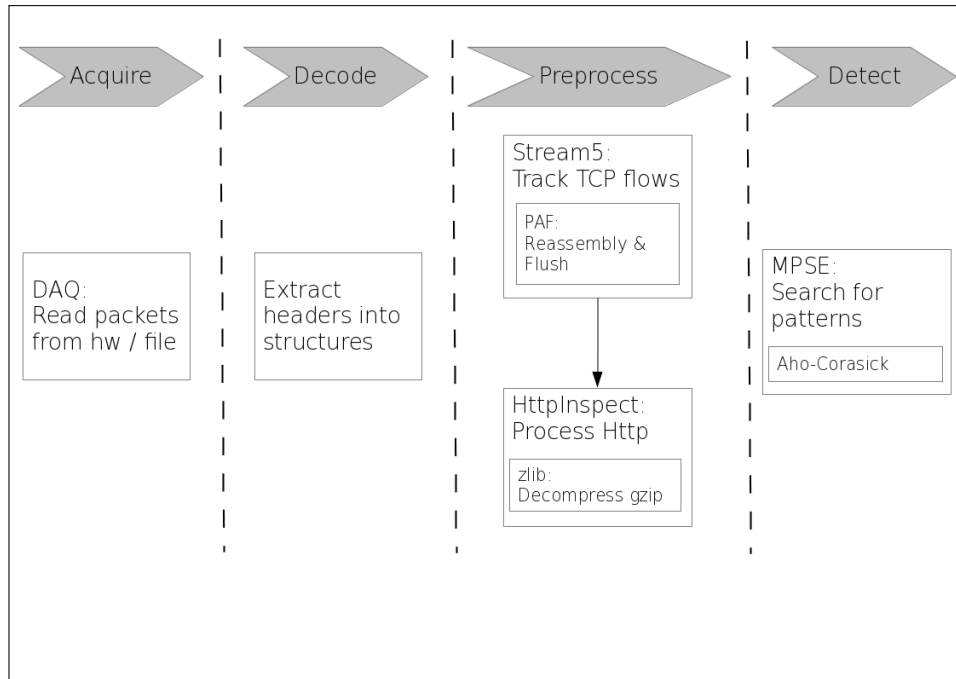 Acquire
Decode
Preprocess
Detect
DAQ:
Read packets
from hw / file
Extract
headers into
structures
Stream5:
Track TCP flows
PAF:
Reassembly &
Flush
HttpInspect:
Process Http
zlib:
Decompress gzip
MPSE:
Search for
patterns
Aho-Corasick